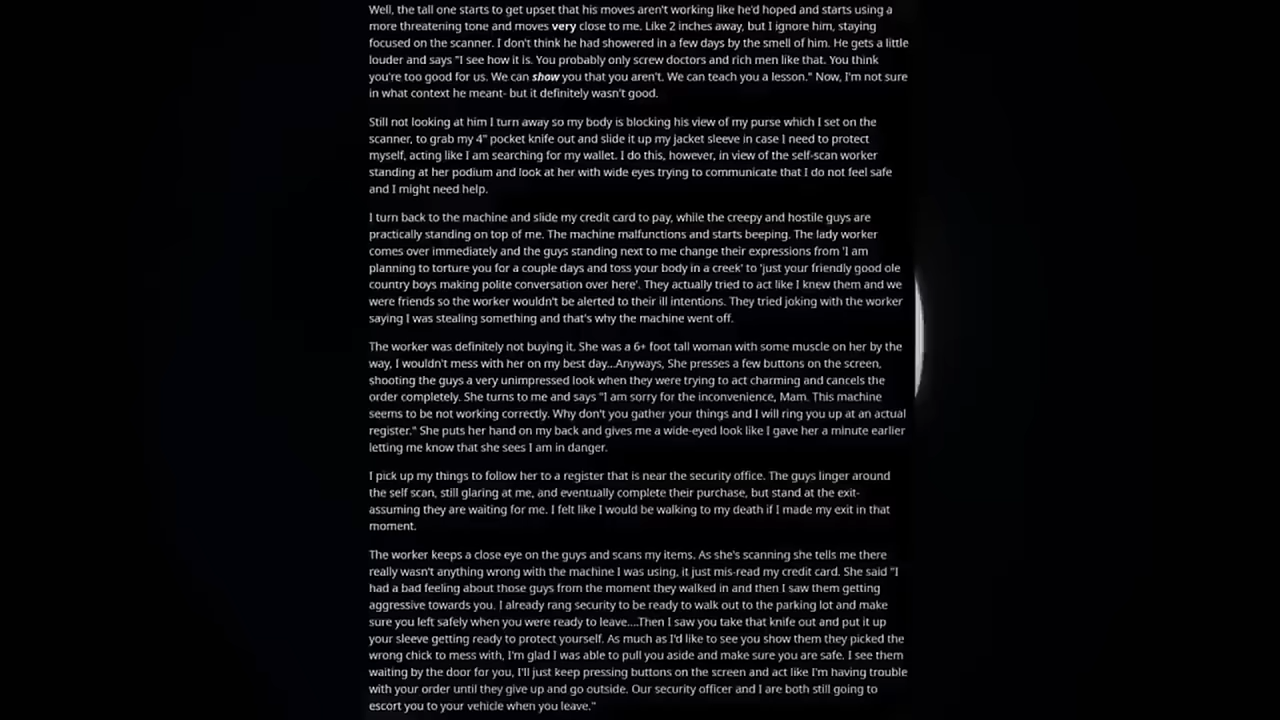 Well, the tall one starts to get upset that his moves aren't working like he'd hoped and starts using a
more threatening tone and moves very close to me. Like 2 inches away, but I ignore him, staying
focused on the scanner. I don't think he had showered in a few days by the smell of him. He gets a little
louder and says "I see how it is. You probably only screw doctors and rich men like that. You think
you're too good for us. We can show you that you aren't. We can teach you a lesson." Now, I'm not sure
in what context he meant- but it definitely wasn't good.
Still not looking at him I turn away so my body is blocking his view of my purse which I set on the
scanner, to grab my 4" pocket knife out and slide it up my jacket sleeve in case I need to protect
myself, acting like I am searching for my wallet. I do this, however, in view of the self-scan worker
standing at her podium and look at her with wide eyes trying to communicate that I do not feel safe
and I might need help.
I turn back to the machine and slide my credit card to pay, while the creepy and hostile guys are
practically standing on top of me. The machine malfunctions and starts beeping. The lady worker
comes over immediately and the guys standing next to me change their expressions from 'I am
planning to torture you for a couple days and toss your body in a creek' to 'just your friendly good ole
country boys making polite conversation over here'. They actually tried to act like I knew them and we
were friends so the worker wouldn't be alerted to their ill intentions. They tried joking with the worker
saying I was stealing something and that's why the machine went off.
The worker was definitely not buying it. She was a 6+ foot tall woman with some muscle on her by the
way, I wouldn't mess with her on my best day...Anyways, She presses a few buttons on the screen,
shooting the guys a very unimpressed look when they were trying to act charming and cancels the
order completely. She turns to me and says "I am sorry for the inconvenience, Mam. This machine
seems to be not working correctly. Why don't you gather your things and I will ring you up at an actual
register." She puts her hand on my back and gives me a wide-eyed look like I gave her a minute earlier
letting me know that she sees I am in danger.
I pick up my things to follow her to a register that is near the security office. The guys linger around
the self scan, still glaring at me, and eventually complete their purchase, but stand at the exit-
assuming they are waiting for me. I felt like I would be walking to my death if I made my exit in that
moment.
The worker keeps a close eye on the guys and scans my items. As she's scanning she tells me there
really wasn't anything wrong with the machine I was using, it just mis-read my credit card. She said "I
had a bad feeling about those guys from the moment they walked in and then I saw them getting
aggressive towards you. I already rang security to be ready to walk out to the parking lot and make
sure you left safely when you were ready to leave....Then I saw you take that knife out and put it up
your sleeve getting ready to protect yourself. As much as I'd like to see you show them they picked the
wrong chick to mess with, I'm glad I was able to pull you aside and make sure you are safe. I see them
waiting by the door for you, I'll just keep pressing buttons on the screen and act like I'm having trouble
with your order until they give up and go outside. Our security officer and I are both still going to
escort you to your vehicle when you leave."